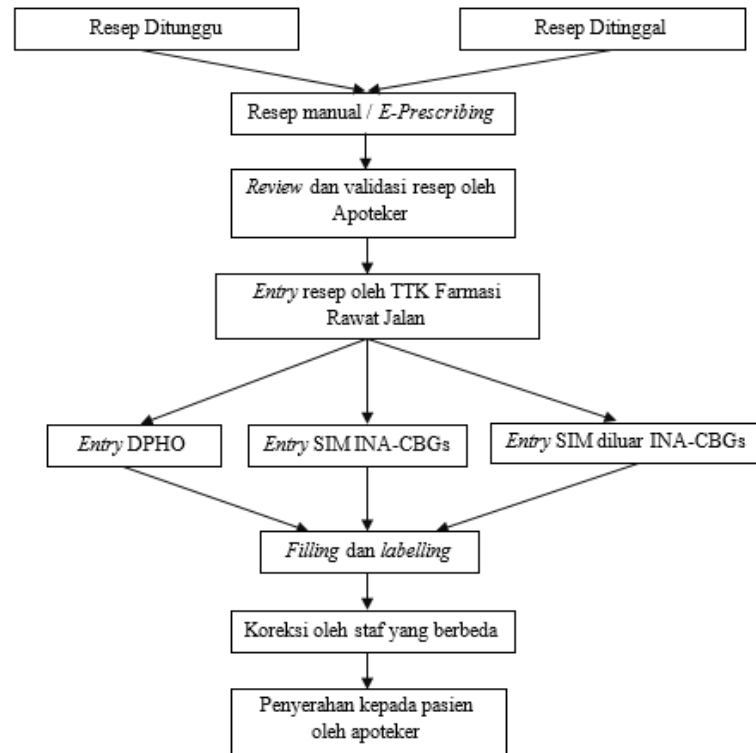 Resep Ditunggu
Resep Ditinggal
Resep manual / E-Prescribing
Review dan validasi resep oleh
Apoteker
Entry resep oleh TTK Farmasi
Rawat Jalan
Entry DPHO
Entry SIM INA-CBGs
Entry SIM diluar INA-CBGs
Filling dan labelling
Koreksi oleh staf yang berbeda
Penyerahan kepada pasien
oleh apoteker